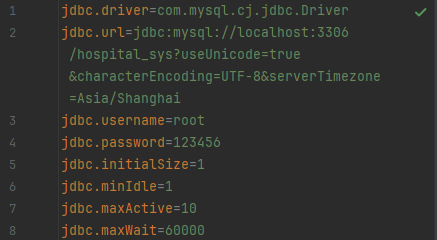 1 jdbc.driver=com.mysql.cj.jdbc.Driver
2 jdbc.url=jdbc:mysql://localhost:3306
/hospital_sys?useUnicode=true
&characterEncoding=UTF-8&serverTimezone
=Asia/Shanghai
3 jdbc.username=root
4 jdbc.password=123456
5 jdbc.initialSize=1
6 jdbc.minIdle=1
7 jdbc.maxActive=10
8 jdbc.maxWait=60000